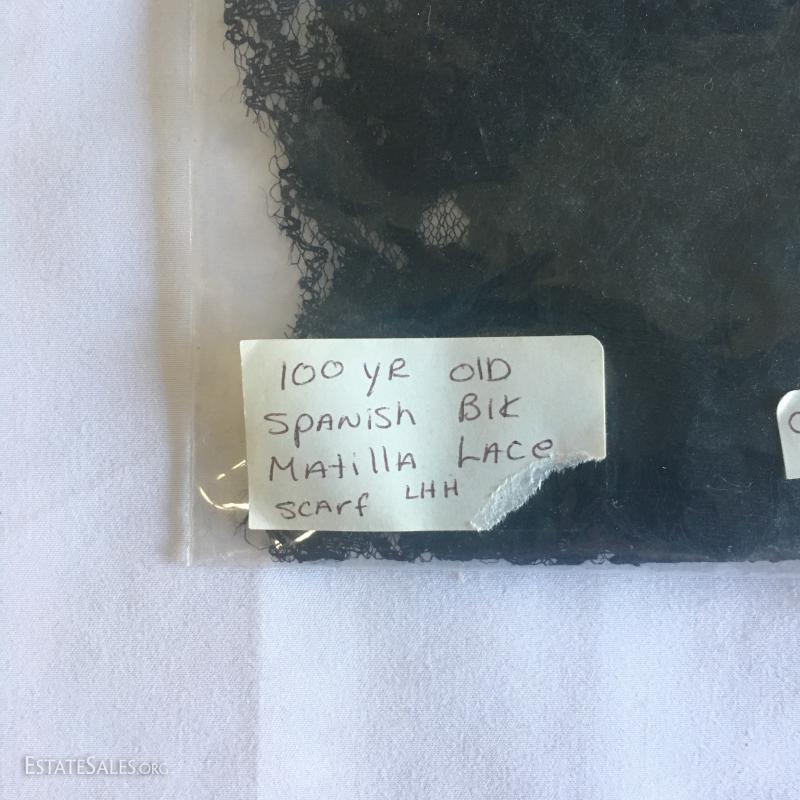 100 YR OlD
SPANiSh BlK
MAtillA LACe
SCArf LHH
ESTATESALES.ORG